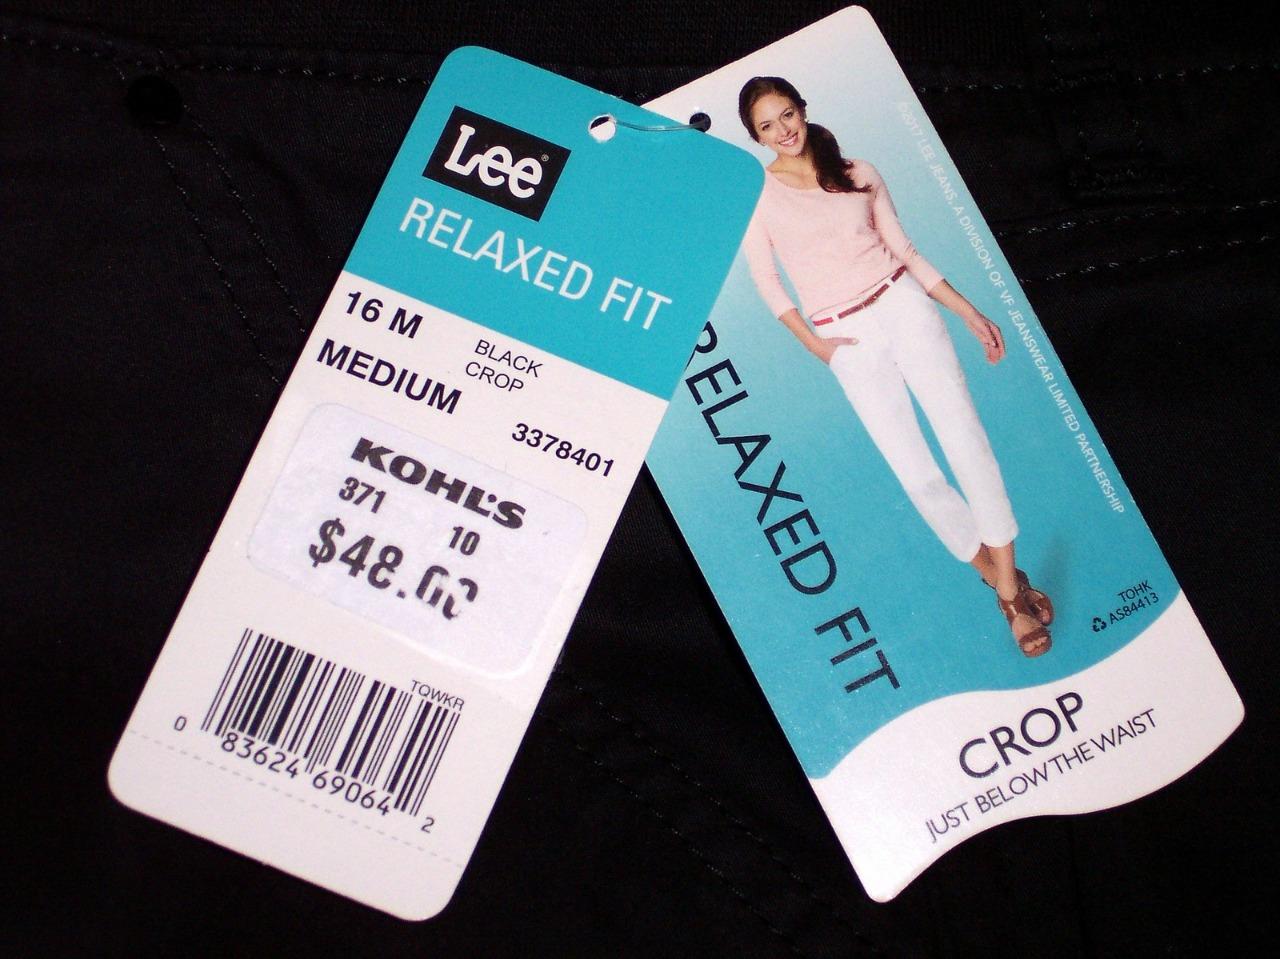 Lee®
RELAXED FIT
16 M
MEDIUM
BLACK
CROP
3378401
KOHL'S
371
10
$48.00
TQWKR
0 83624 69064 2
©2017 LEE JEANS, A DIVISION OF VF JEANSWEAR LIMITED PARTNERSHIP
RELAXED FIT
TOHK
AS84413
CROP
JUST BELOW THE WAIST